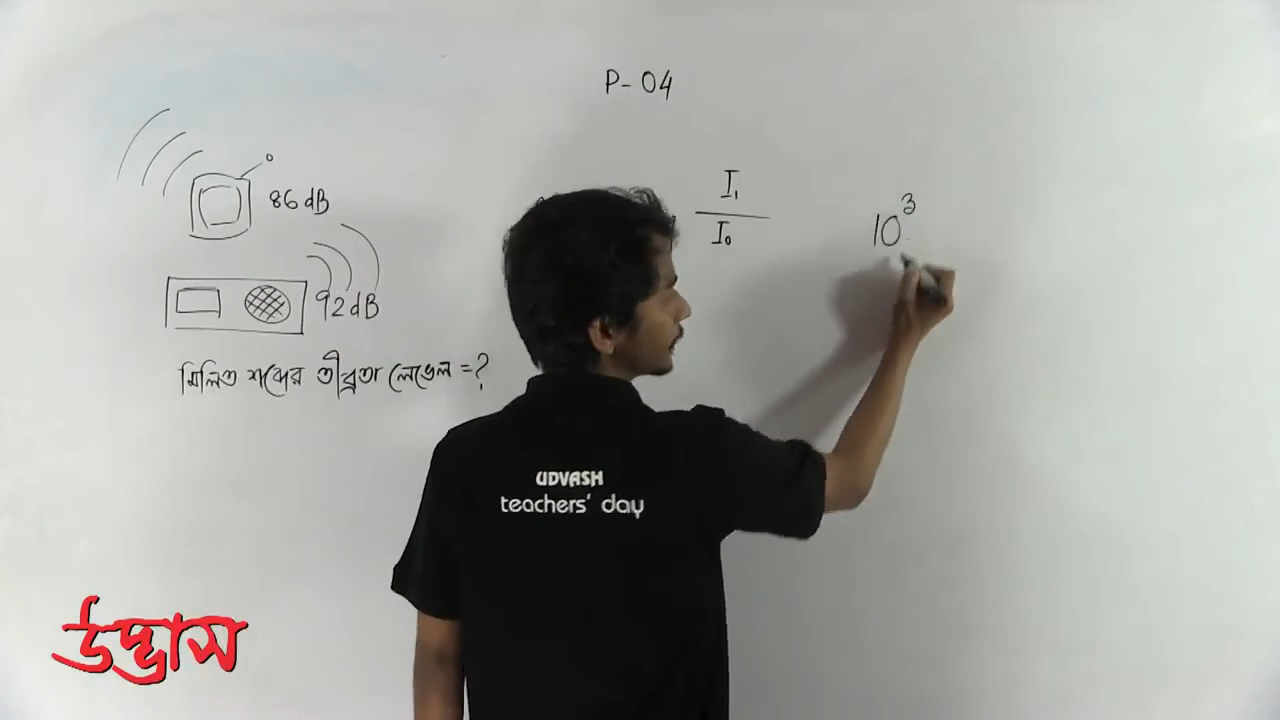 P-04
86 dB
92 dB
মিলিত শব্দের তীব্রতা লেভেল =?
I₁
I₀
10³
UDVASH
teachers' day
উদ্ভাস